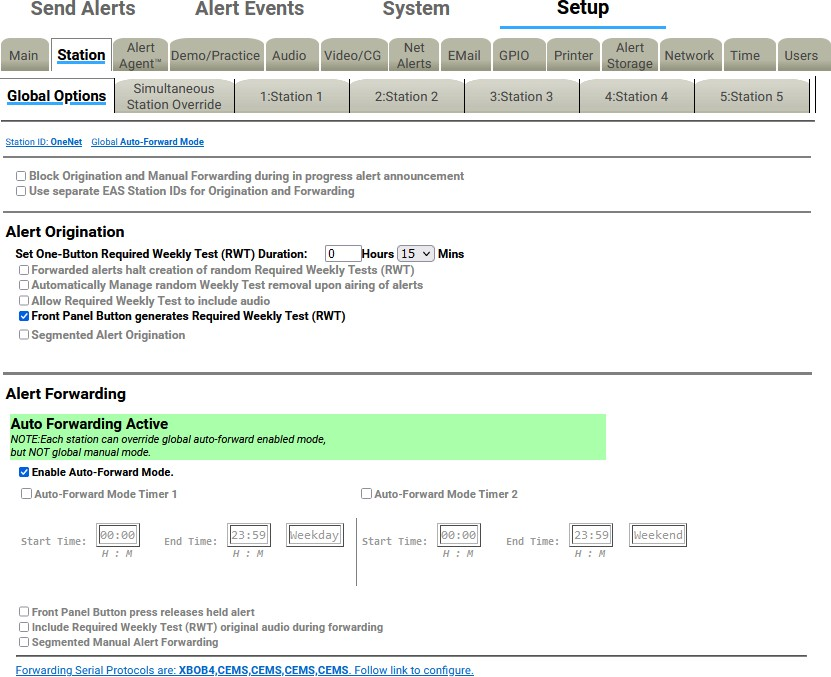 Send Alerts Alert Events System Setup
Main Station Alert Agent™ Demo/Practice Audio Video/CG Net Alerts EMail GPIO Printer Alert Storage Network Time Users
Global Options Simultaneous Station Override 1:Station 1 2:Station 2 3:Station 3 4:Station 4 5:Station 5
Station ID: OneNet Global Auto-Forward Mode
Block Origination and Manual Forwarding during in progress alert announcement
Use separate EAS Station IDs for Origination and Forwarding
Alert Origination
Set One-Button Required Weekly Test (RWT) Duration: 0 Hours 15 Mins
Forwarded alerts halt creation of random Required Weekly Tests (RWT)
Automatically Manage random Weekly Test removal upon airing of alerts
Allow Required Weekly Test to include audio
Front Panel Button generates Required Weekly Test (RWT)
Segmented Alert Origination
Alert Forwarding
Auto Forwarding Active
NOTE:Each station can override global auto-forward enabled mode,
but NOT global manual mode.
Enable Auto-Forward Mode.
Auto-Forward Mode Timer 1 Auto-Forward Mode Timer 2
Start Time: 00:00 End Time: 23:59 Weekday Start Time: 00:00 End Time: 23:59 Weekend
H : M H : M H : M H : M
Front Panel Button press releases held alert
Include Required Weekly Test (RWT) original audio during forwarding
Segmented Manual Alert Forwarding
Forwarding Serial Protocols are: XBOB4,CEMS,CEMS,CEMS,CEMS. Follow link to configure.